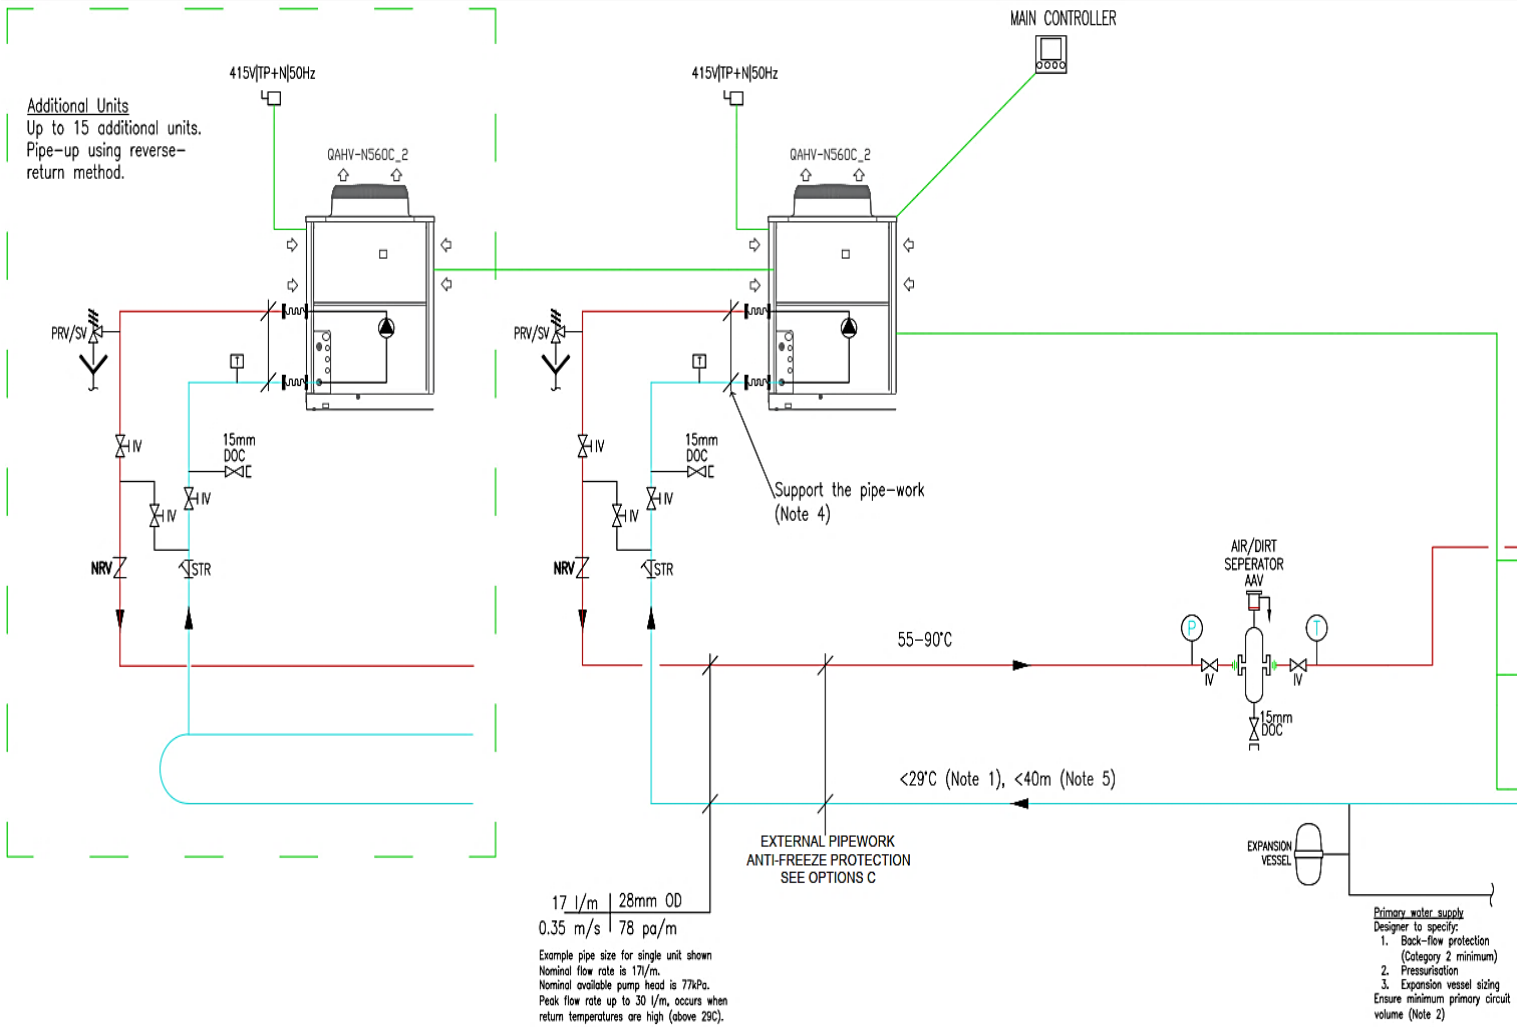 MAIN CONTROLLER
415V|TP+N|50Hz
415V|TP+N|50Hz
Additional Units
Up to 15 additional units.
Pipe-up using reverse-
return method.
QAHV-N560C_2
QAHV-N560C_2
PRV/SV
T
PRV/SV
T
IV
15mm
DOC
IV
IV
NRV
STR
IV
15mm
DOC
IV
IV
NRV
STR
Support the pipe-work
(Note 4)
AIR/DIRT
SEPERATOR
AAV
55-90°C
P
T
IV
IV
15mm
DOC
<29°C (Note 1), <40m (Note 5)
EXTERNAL PIPEWORK
ANTI-FREEZE PROTECTION
SEE OPTIONS C
EXPANSION
VESSEL
17 l/m 28mm OD
0.35 m/s 78 pa/m
Example pipe size for single unit shown
Nominal flow rate is 17l/m.
Nominal available pump head is 77kPa.
Peak flow rate up to 30 l/m, occurs when
return temperatures are high (above 29C).
Primary water supply
Designer to specify:
1. Back-flow protection
(Category 2 minimum)
2. Pressurisation
3. Expansion vessel sizing
Ensure minimum primary circuit
volume (Note 2)